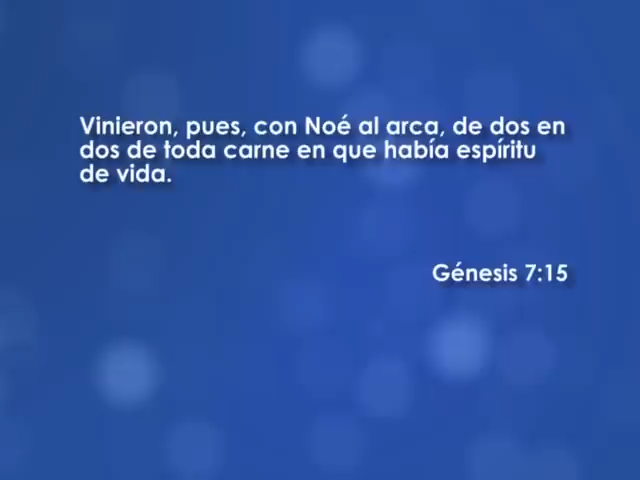 Vinieron, pues, con Noé al arca, de dos en
dos de toda carne en que había espíritu
de vida.
Génesis 7:15